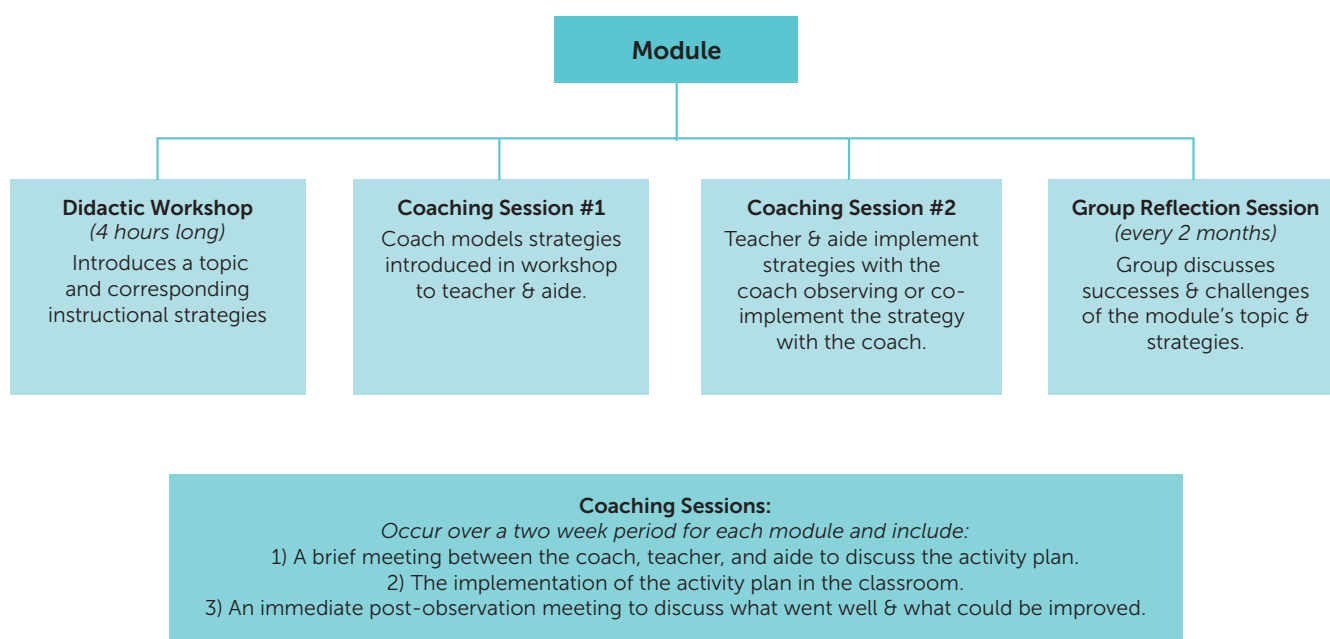 Module
Didactic Workshop
(4 hours long)
Introduces a topic
and corresponding
instructional strategies
Coaching Session #1
Coach models strategies
introduced in workshop
to teacher & aide.
Coaching Session #2
Teacher & aide implement
strategies with the
coach observing or co-
implement the strategy
with the coach.
Group Reflection Session
(every 2 months)
Group discusses
successes & challenges
of the module’s topic &
strategies.
Coaching Sessions:
Occur over a two week period for each module and include:
1) A brief meeting between the coach, teacher, and aide to discuss the activity plan.
2) The implementation of the activity plan in the classroom.
3) An immediate post-observation meeting to discuss what went well & what could be improved.